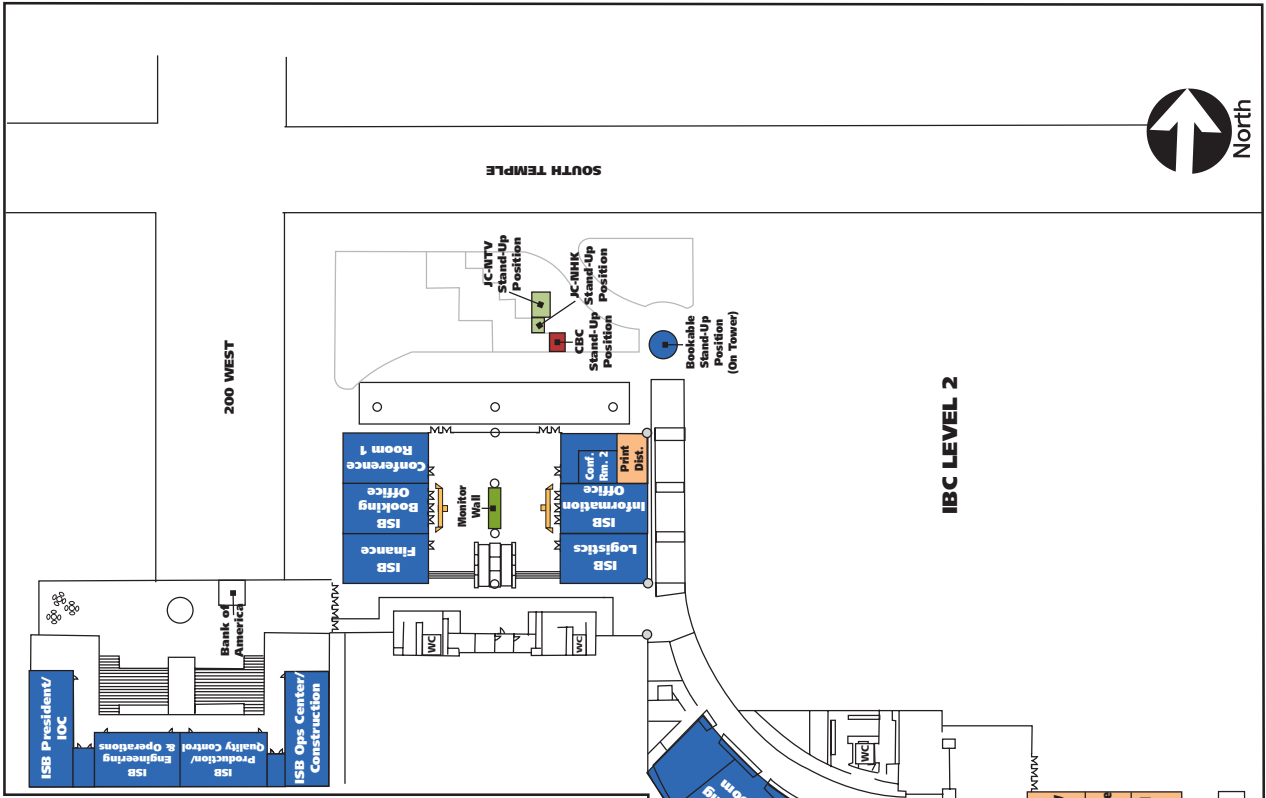 North
SOUTH TEMPLE
JC-NTV
Stand-Up
Position
JC-NHK
Stand-Up
Position
CBC
Stand-Up
Position
Bookable
Stand-Up
Position
(On Tower)
200 WEST
IBC LEVEL 2
Conference
Room 1
ISB
Booking
Office
ISB
Finance
Monitor
Wall
Conf.
Rm. 2
Print
Dist.
ISB
Information
Office
ISB
Logistics
Bank of
America
WC
WC
WC
ISB President/
IOC
ISB
Engineering
& Operations
ISB
Production/
Quality Control
ISB Ops Center/
Construction